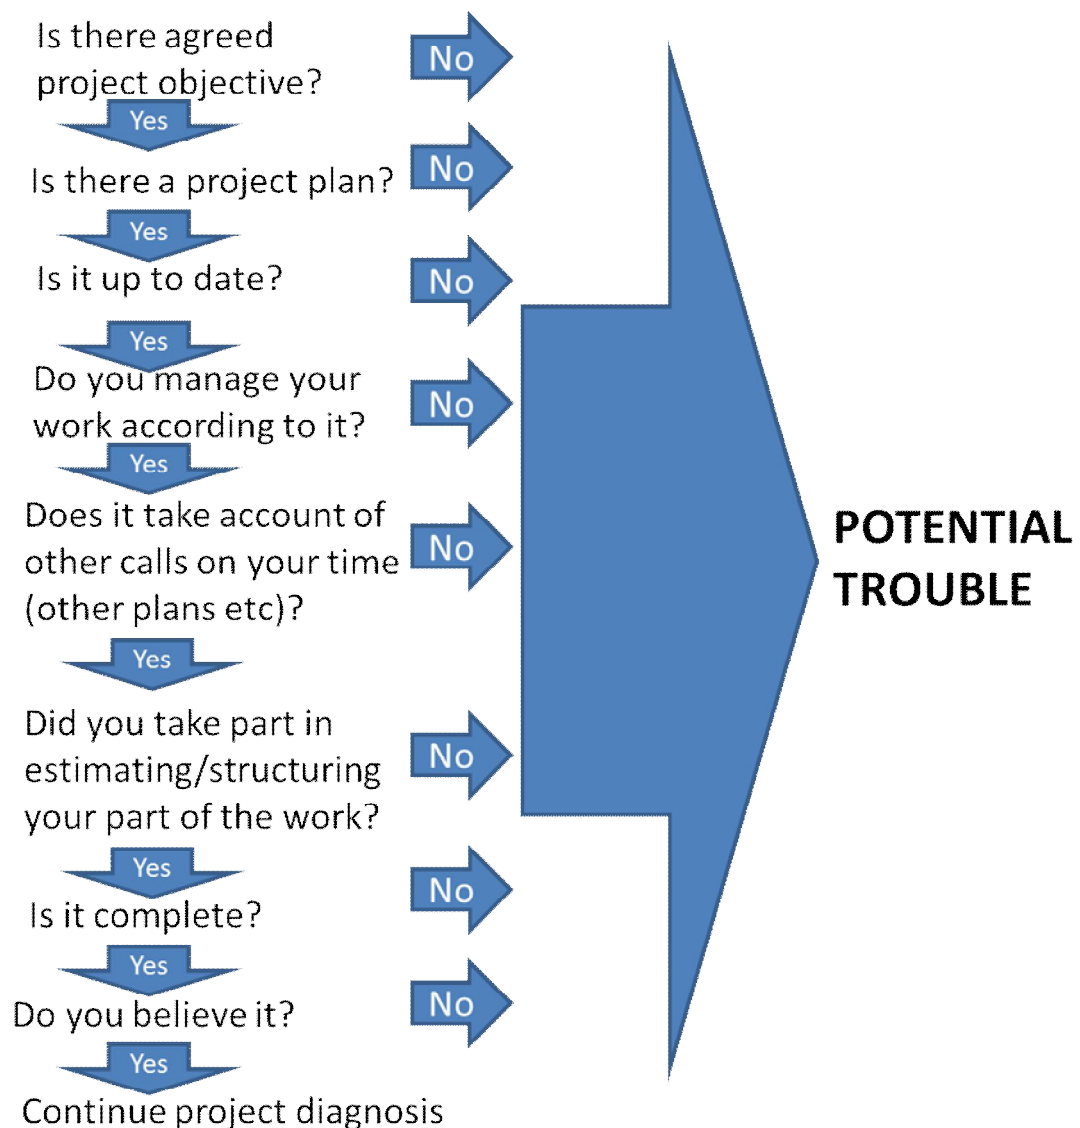 Is there agreed
project objective?
No
Yes
Is there a project plan?
No
Yes
Is it up to date?
No
Yes
Do you manage your
work according to it?
No
Yes
Does it take account of
other calls on your time
(other plans etc)?
No
Yes
Did you take part in
estimating/structuring
your part of the work?
No
Yes
Is it complete?
No
Yes
Do you believe it?
No
Yes
Continue project diagnosis
POTENTIAL
TROUBLE